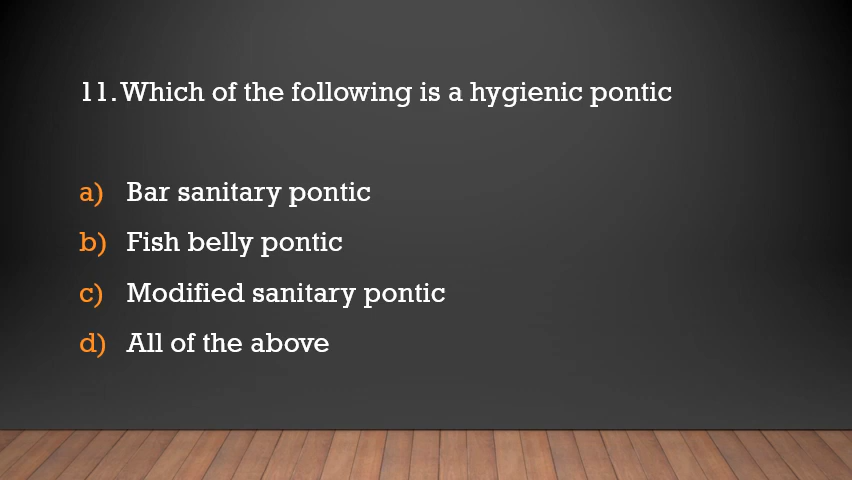 11. Which of the following is a hygienic pontic
a) Bar sanitary pontic
b) Fish belly pontic
c) Modified sanitary pontic
d) All of the above